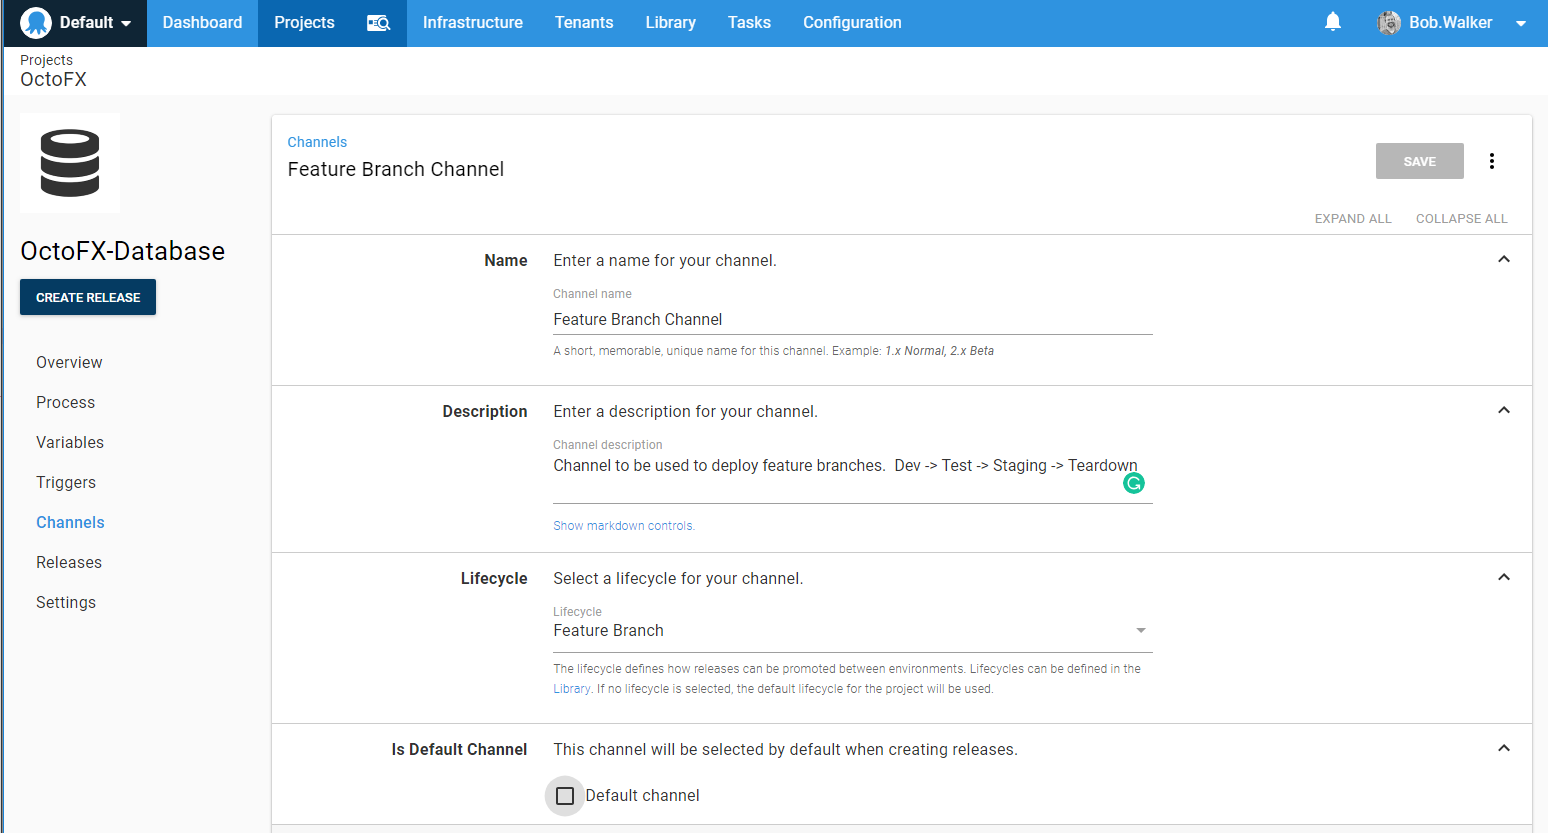 Default Dashboard Projects Infrastructure Tenants Library Tasks Configuration Bob.Walker
Projects
OctoFX
OctoFX-Database
CREATE RELEASE
Overview
Process
Variables
Triggers
Channels
Releases
Settings
Channels
Feature Branch Channel
SAVE
EXPAND ALL COLLAPSE ALL
Name Enter a name for your channel.
Channel name
Feature Branch Channel
A short, memorable, unique name for this channel. Example: 1.x Normal, 2.x Beta
Description Enter a description for your channel.
Channel description
Channel to be used to deploy feature branches.  Dev -> Test -> Staging -> Teardown
Show markdown controls.
Lifecycle Select a lifecycle for your channel.
Lifecycle
Feature Branch
The lifecycle defines how releases can be promoted between environments. Lifecycles can be defined in the
Library. If no lifecycle is selected, the default lifecycle for the project will be used.
Is Default Channel This channel will be selected by default when creating releases.
Default channel